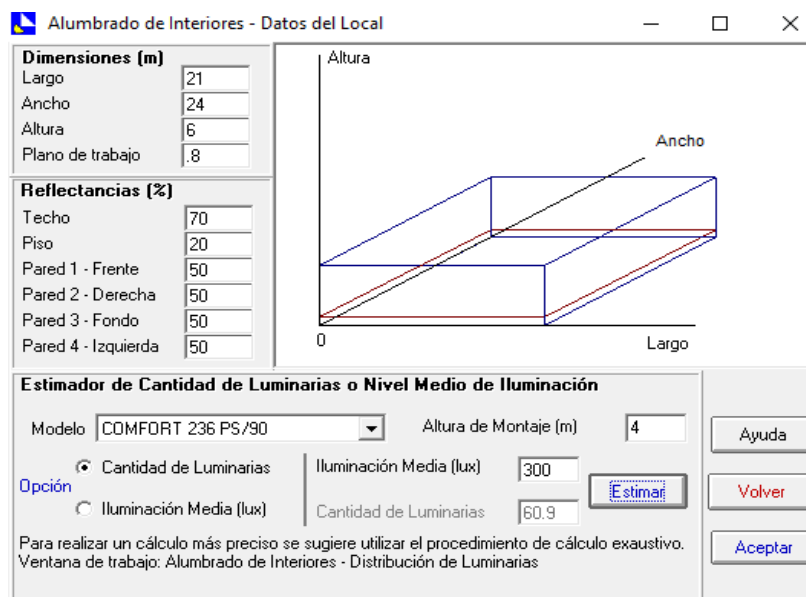 Alumbrado de Interiores - Datos del Local
Dimensiones (m)
Largo 21
Ancho 24
Altura 6
Plano de trabajo .8
Reflectancias (%)
Techo 70
Piso 20
Pared 1 - Frente 50
Pared 2 - Derecha 50
Pared 3 - Fondo 50
Pared 4 - Izquierda 50
Altura
Ancho
0
Largo
Estimador de Cantidad de Luminarias o Nivel Medio de Iluminación
Modelo COMFORT 236 PS/90
Altura de Montaje (m) 4
Opción
Cantidad de Luminarias
Iluminación Media (lux)
Iluminación Media (lux) 300
Cantidad de Luminarias 60.9
Estimar
Para realizar un cálculo más preciso se sugiere utilizar el procedimiento de cálculo exaustivo.
Ventana de trabajo: Alumbrado de Interiores - Distribución de Luminarias
Ayuda
Volver
Aceptar